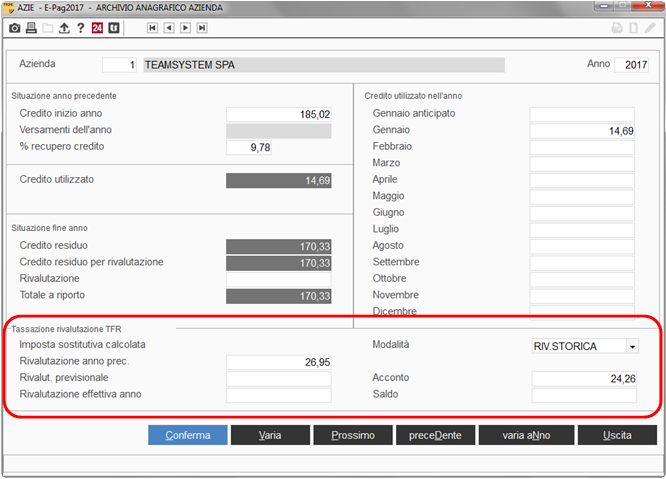 AZIE - E-Pag2017 - ARCHIVIO ANAGRAFICO AZIENDA
24
Azienda 1 TEAMSYSTEM SPA Anno 2017
Situazione anno precedente
Credito inizio anno 185,02
Versamenti dell'anno
% recupero credito 9,78
Credito utilizzato 14,69
Situazione fine anno
Credito residuo 170,33
Credito residuo per rivalutazione 170,33
Rivalutazione
Totale a riporto 170,33
Credito utilizzato nell'anno
Gennaio anticipato
Gennaio 14,69
Febbraio
Marzo
Aprile
Maggio
Giugno
Luglio
Agosto
Settembre
Ottobre
Novembre
Dicembre
Tassazione rivalutazione TFR
Imposta sostitutiva calcolata Modalità RIV.STORICA
Rivalutazione anno prec. 26,95
Rivalut. previsionale Acconto 24,26
Rivalutazione effettiva anno Saldo
Conferma Varia Prossimo preceDente varia aNno Uscita